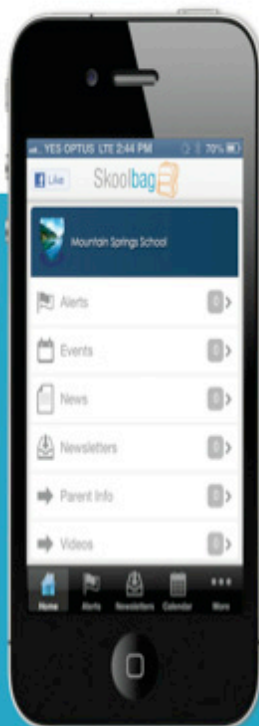 YES OPTUS LTE 2:44 PM 70%
Like Skoolbag
Mountain Springs School
Alerts 0
Events 0
News 0
Newsletters 0
Parent Info 0
Videos 0
Home Alerts Newsletters Calendar More